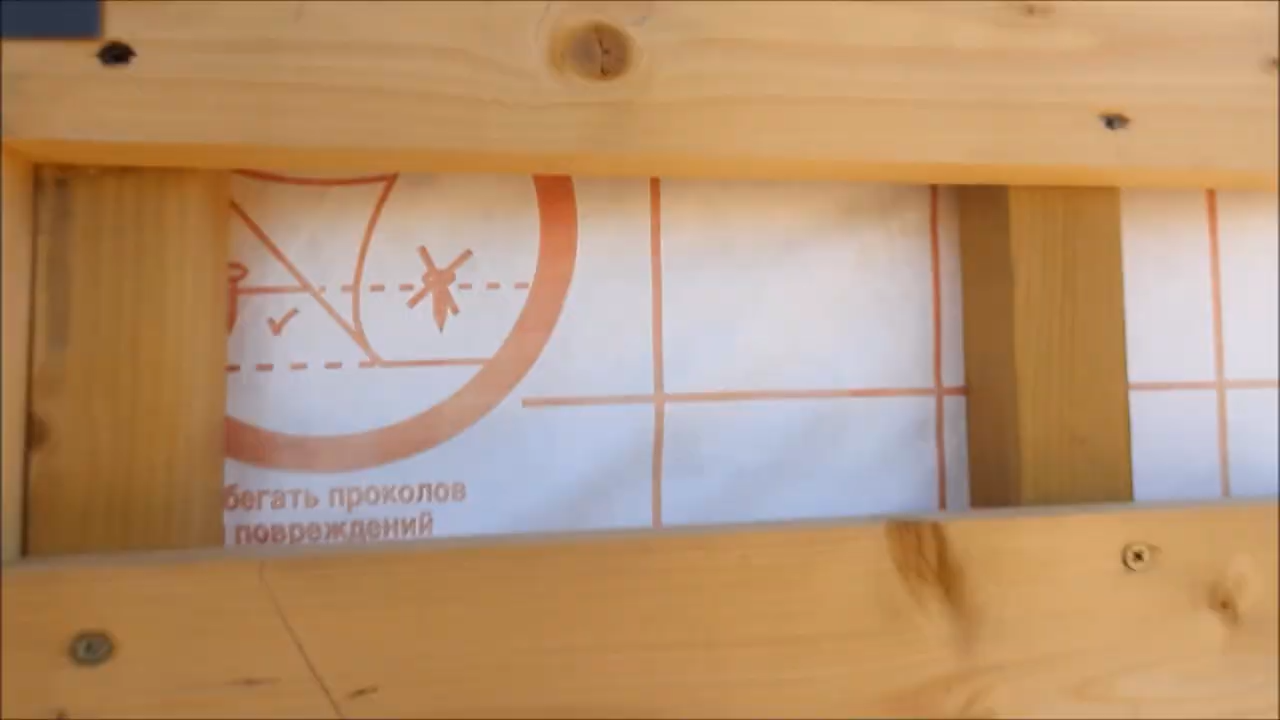 бегать проколов
повреждений